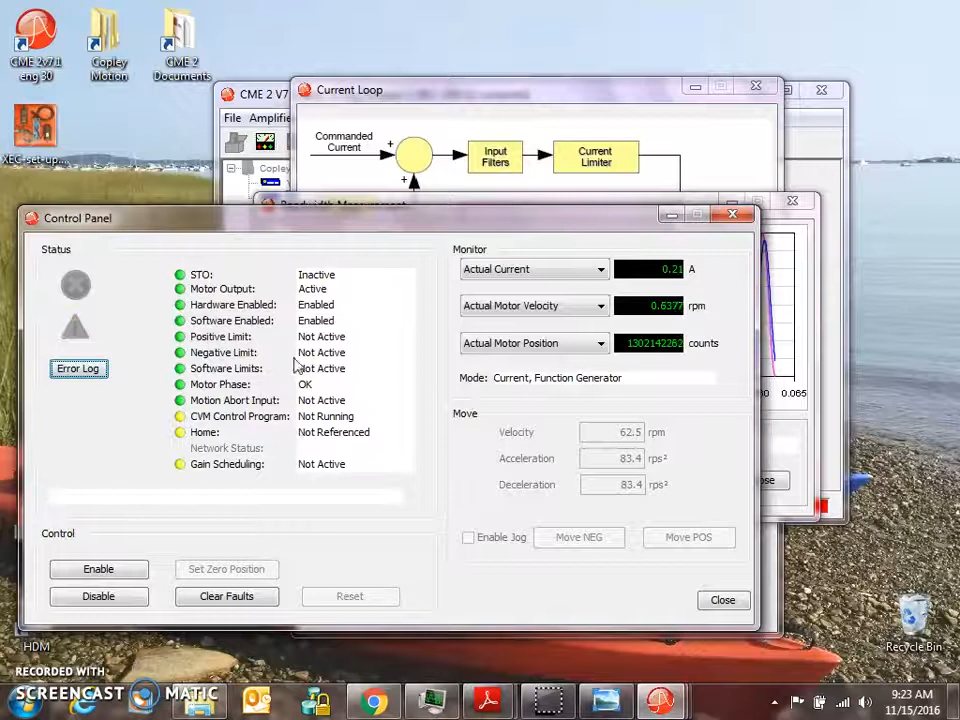 CME 2v7.1
eng 30
Copley
Motion
CME 2
Documents
XEC-set-up....
CME 2 V7
Current Loop
File
Amplifie
Commanded
Current
+
Input
Filters
Current
Limiter
+
Copley
Bandwidth Measurement
Control Panel
Status
STO: Inactive
Motor Output: Active
Hardware Enabled: Enabled
Software Enabled: Enabled
Positive Limit: Not Active
Negative Limit: Not Active
Software Limits: Not Active
Motor Phase: OK
Motion Abort Input: Not Active
CVM Control Program: Not Running
Home: Not Referenced
Network Status:
Gain Scheduling: Not Active
Error Log
Monitor
Actual Current 0.21 A
Actual Motor Velocity 0.6377 rpm
Actual Motor Position 1302142262 counts
Mode: Current, Function Generator
Move
Velocity 62.5 rpm
Acceleration 83.4 rps²
Deceleration 83.4 rps²
Enable Jog Move NEG Move POS
Control
Enable Set Zero Position
Disable Clear Faults Reset
Close
60 0.065
ose
HDM
Recycle Bin
RECORDED WITH
SCREENCAST MATIC
9:23 AM
11/15/2016